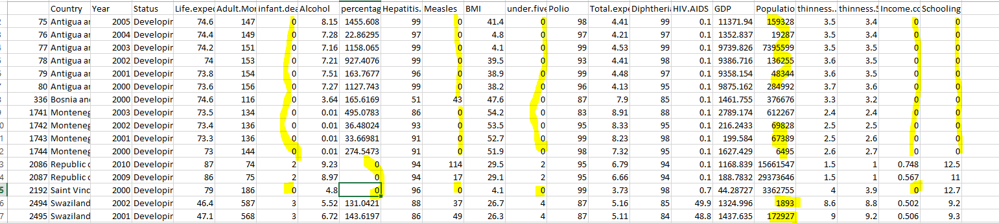 Country Year Status Life.expec Adult.Mor infant.dea Alcohol percentag Hepatitis. Measles BMI under.five Polio Total.expe Diphtheri HIV.AIDS GDP Populatio thinness.. thinness.5 Income.co Schooling
75 Antigua ar 2005 Developir 74.6 147 0 8.15 1455.608 99 0 41.4 0 98 4.41 99 0.1 11371.94 159328 3.5 3.4 0 0
76 Antigua ar 2004 Developir 74.4 149 0 7.28 22.86295 97 0 4.8 0 97 4.21 97 0.1 1352.837 19287 3.5 3.4 0 0
77 Antigua ar 2003 Developir 74.2 151 0 7.16 1158.065 99 0 4.1 0 99 4.53 99 0.1 9739.826 7395599 3.5 3.5 0 0
78 Antigua ar 2002 Developir 74 153 0 7.21 927.4076 99 0 39.5 0 93 4.41 98 0.1 9386.716 136255 3.6 3.5 0 0
79 Antigua ar 2001 Developir 73.8 154 0 7.51 163.7677 96 0 38.9 0 99 4.48 97 0.1 9358.154 48344 3.6 3.5 0 0
80 Antigua ar 2000 Developir 73.6 156 0 7.27 1127.743 99 0 38.2 0 96 4.13 95 0.1 9875.162 284992 3.7 3.6 0 0
336 Bosnia and 2000 Developir 74.6 116 0 3.64 165.6169 51 43 47.6 0 87 7.9 85 0.1 1461.755 376676 3.3 3.2 0 0
1741 Monteneg 2003 Developir 73.5 134 0 0.01 495.0783 86 0 54.2 0 83 8.91 88 0.1 2789.174 612267 2.4 2.4 0 0
1742 Monteneg 2002 Developir 73.4 136 0 0.01 36.48024 93 0 53.5 0 95 8.33 95 0.1 216.2433 69828 2.5 2.5 0 0
1743 Monteneg 2001 Developir 73.3 136 0 0.01 33.66981 91 0 52.7 0 99 8.23 98 0.1 199.584 67389 2.5 2.6 0 0
1744 Monteneg 2000 Developir 73 144 0 0.01 274.5473 91 0 51.9 0 98 7.32 95 0.1 1627.429 6495 2.6 2.7 0 0
2086 Republic c 2010 Developir 87 74 2 9.23 0 94 114 29.5 2 95 6.79 94 0.1 1168.839 15661547 1.5 1 0.748 12.5
2087 Republic c 2009 Developir 86 75 2 8.97 0 94 17 29.1 2 95 6.66 94 0.1 188.7832 29373646 1.5 1 0.567 11
2192 Saint Vinc 2000 Developir 79 186 0 4.8 0 96 0 4.1 0 99 3.73 98 0.7 44.28727 3362755 4 3.9 0 12.7
2494 Swaziland 2002 Developir 46.4 587 3 5.52 131.0421 88 37 26.7 4 87 5.16 85 49.9 1324.996 1893 8.6 8.8 0.502 9.2
2495 Swaziland 2001 Developir 47.1 568 3 6.72 143.6197 86 49 26.3 4 87 5.11 84 48.8 1437.635 172927 9 9.2 0.506 9.3